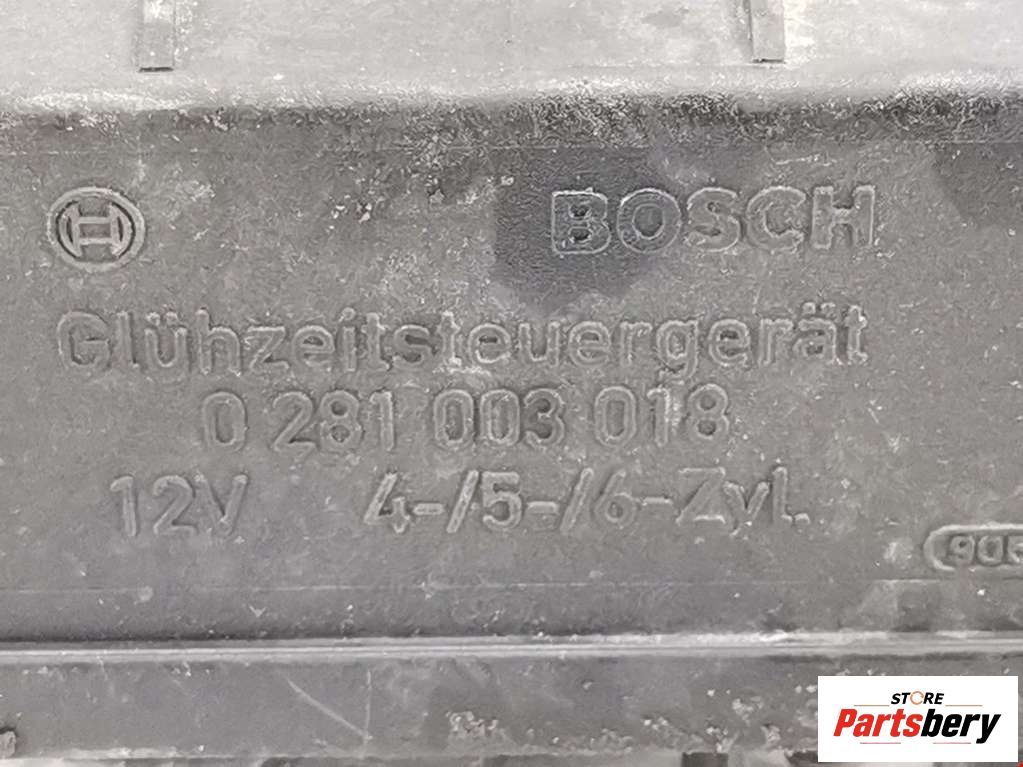 BOSCH
Glühzeitsteuergerät
0 281 003 018
12V 4-/5-/6-Zyl.
STORE
Partsbery